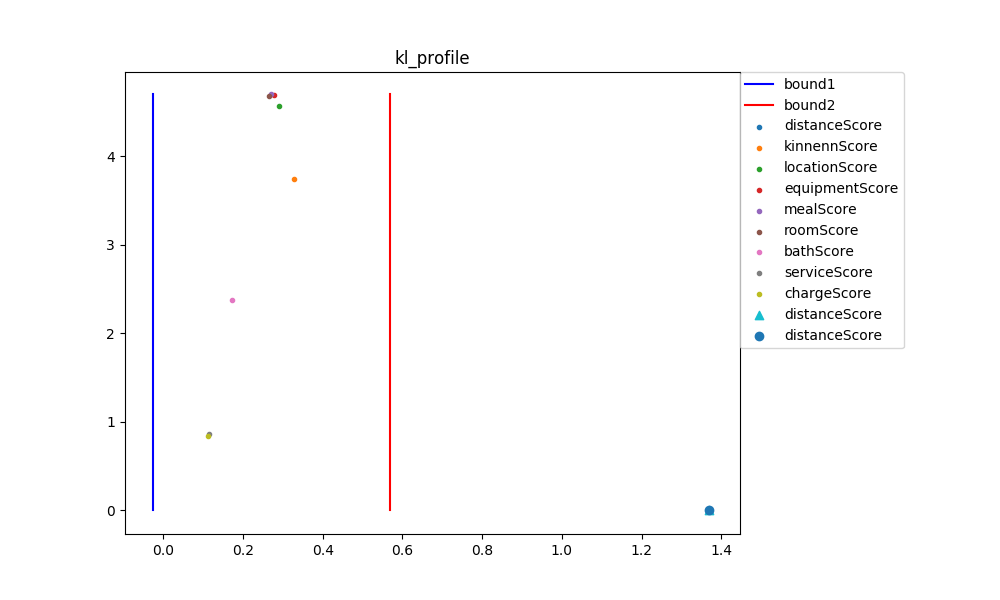 kl_profile
bound1
bound2
distanceScore
kinnennScore
locationScore
equipmentScore
mealScore
roomScore
bathScore
serviceScore
chargeScore
distanceScore
distanceScore
4
3
2
1
0
0.0 0.2 0.4 0.6 0.8 1.0 1.2 1.4